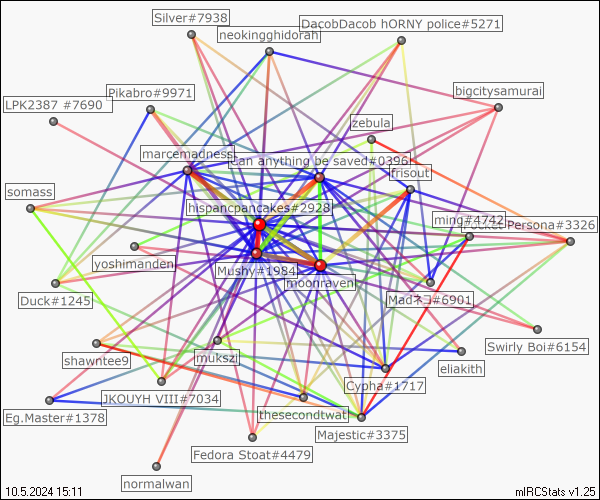 Silver#7938
DacobDacob hORNY police#5271
neokingghidorah
Pikabro#9971
bigcitysamurai
LPK2387 #7690
zebula
marcemadness
Can anything be saved#0396
frisout
somass
hispancpancakes#2928
ming#4742
Persona#3326
yoshimanden
Mushy#1984
moonraven
Duck#1245
Madネコ#6901
Swirly Boi#6154
shawntee9
mukszi
eliakith
Cypha#1717
JKOUYH VIII#7034
Eg.Master#1378
thesecondtwat
Majestic#3375
Fedora Stoat#4479
normalwan
10.5.2024 15:11
mIRCStats v1.25